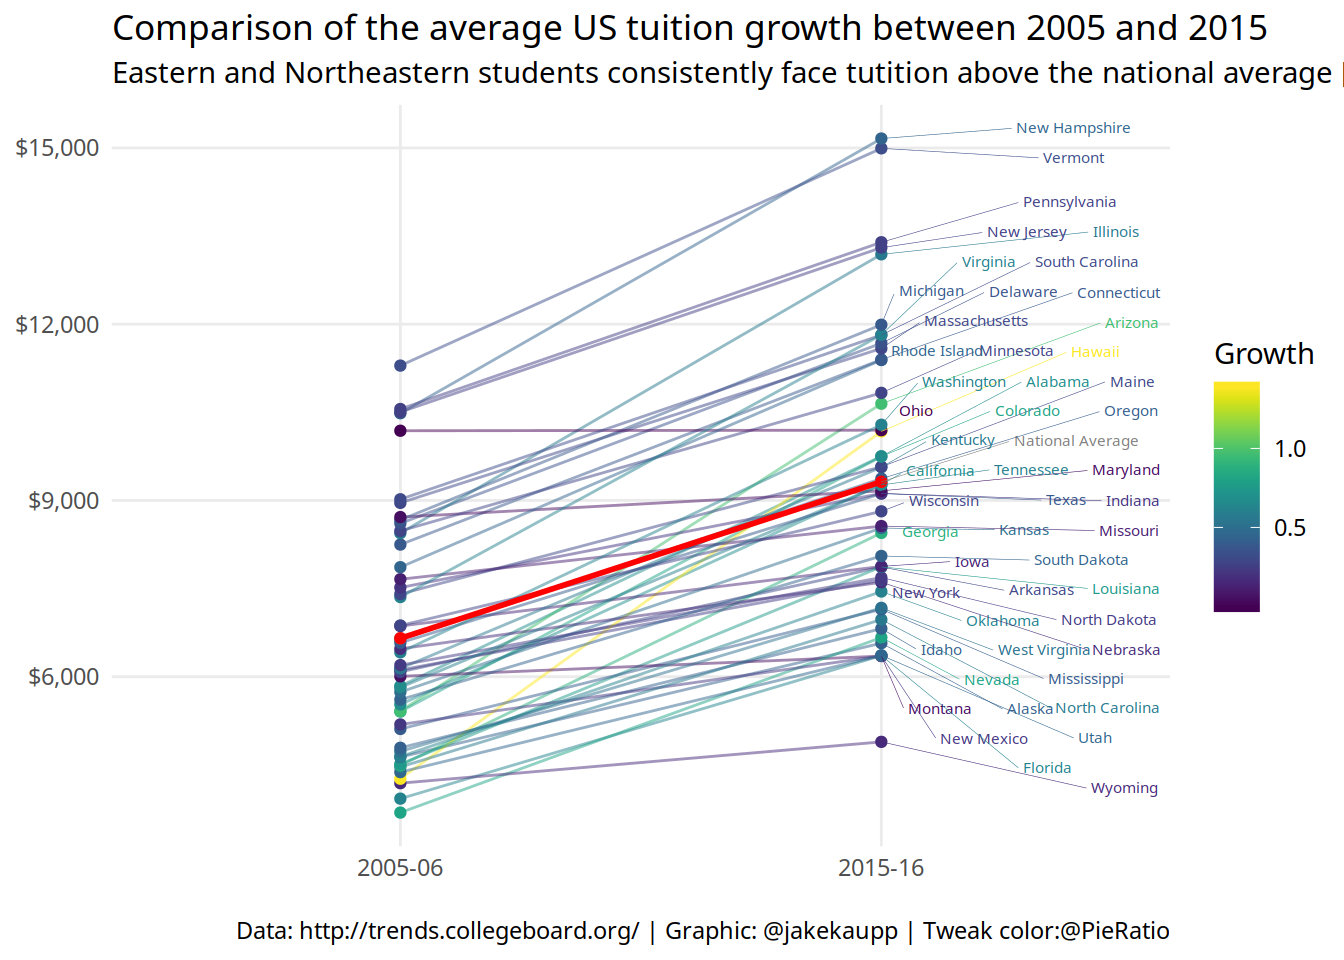 Comparison of the average US tuition growth between 2005 and 2015
Eastern and Northeastern students consistently face tutition above the national average
$15,000
$12,000
$9,000
$6,000
New Hampshire
Vermont
Pennsylvania
New Jersey
Illinois
Virginia
South Carolina
Michigan
Delaware
Connecticut
Massachusetts
Arizona
Rhode Island
Minnesota
Hawaii
Washington
Alabama
Maine
Ohio
Colorado
Oregon
Kentucky
National Average
California
Tennessee
Maryland
Wisconsin
Texas
Indiana
Georgia
Kansas
Missouri
Iowa
South Dakota
New York
Arkansas
Louisiana
Oklahoma
North Dakota
Idaho
West Virginia
Nebraska
Nevada
Mississippi
Montana
Alaska
North Carolina
New Mexico
Utah
Florida
Wyoming
Growth
1.0
0.5
2005-06
2015-16
Data: http://trends.collegeboard.org/ | Graphic: @jakekaupp | Tweak color:@PieRatio